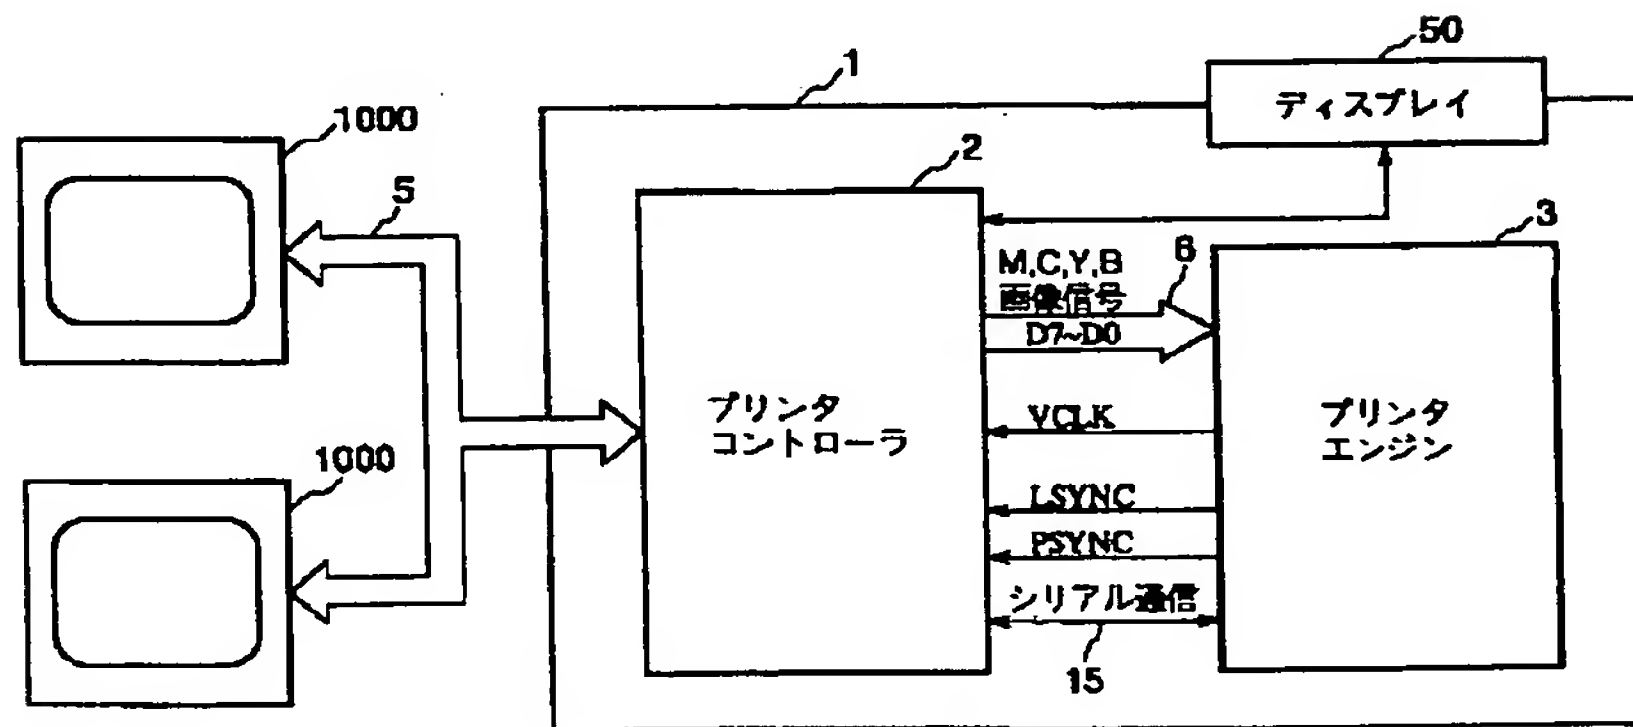 50
1
ディスプレイ
1000
2
5
3
M,C,Y,B
6
画像信号
D7~D0
プリンタ
コントローラ
VCLK
プリンタ
エンジン
1000
LSYNC
PSYNC
シリアル通信
15